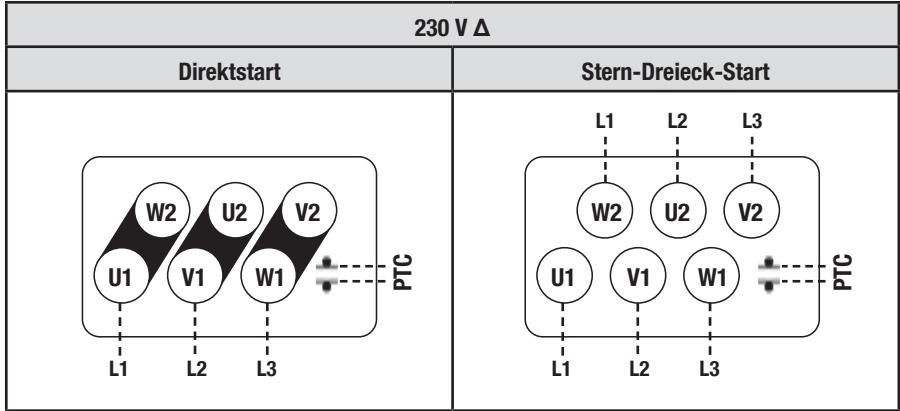 230 V Δ
Direktstart
Stern-Dreieck-Start
W2 U2 V2
U1 V1 W1
PTC
L1 L2 L3
L1 L2 L3
W2 U2 V2
U1 V1 W1
PTC
L1 L2 L3